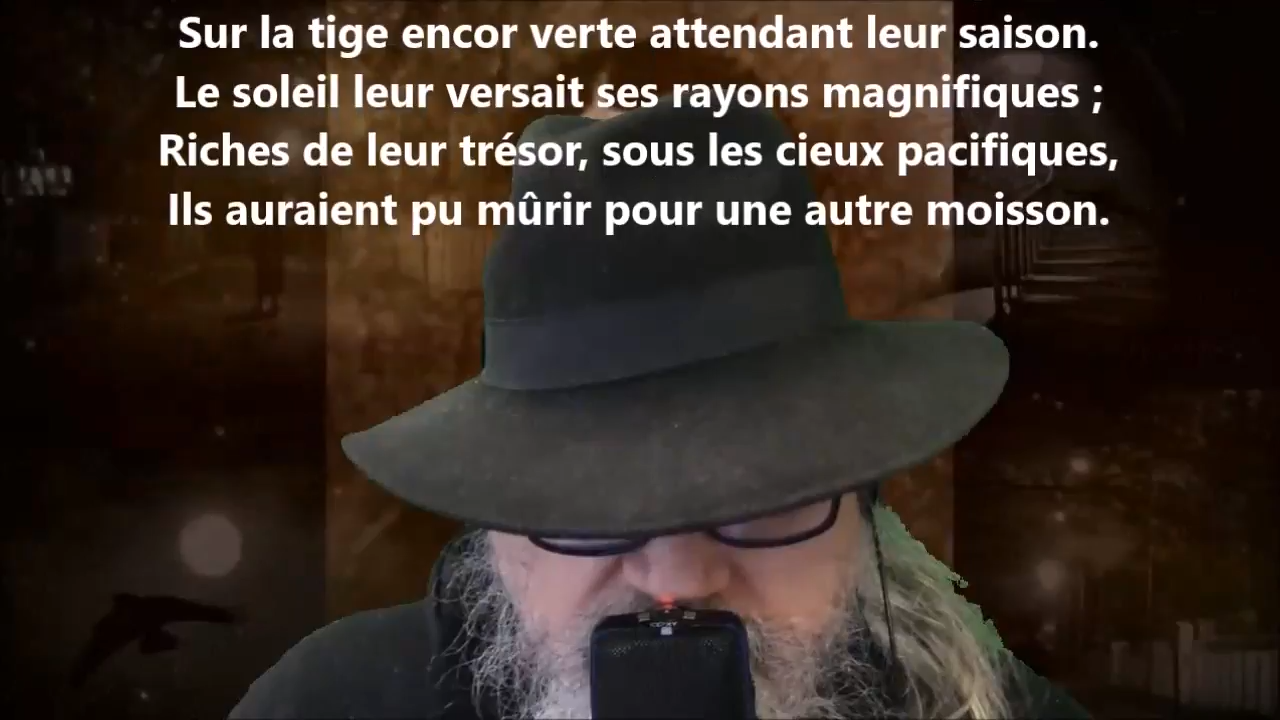 Sur la tige encor verte attendant leur saison.
Le soleil leur versait ses rayons magnifiques ;
Riches de leur trésor, sous les cieux pacifiques,
Ils auraient pu mûrir pour une autre moisson.